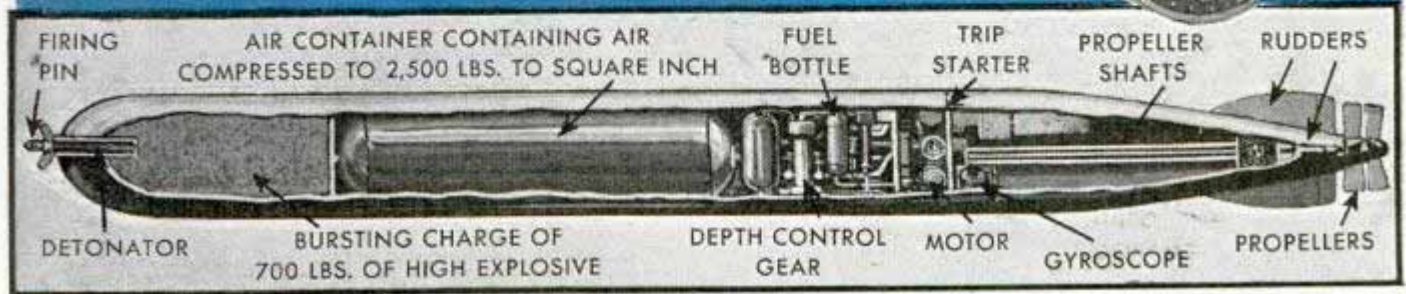 FIRING
PIN
AIR CONTAINER CONTAINING AIR
COMPRESSED TO 2,500 LBS. TO SQUARE INCH
FUEL
BOTTLE
TRIP
STARTER
PROPELLER
SHAFTS
RUDDERS
DETONATOR
BURSTING CHARGE OF
700 LBS. OF HIGH EXPLOSIVE
DEPTH CONTROL
GEAR
MOTOR
GYROSCOPE
PROPELLERS